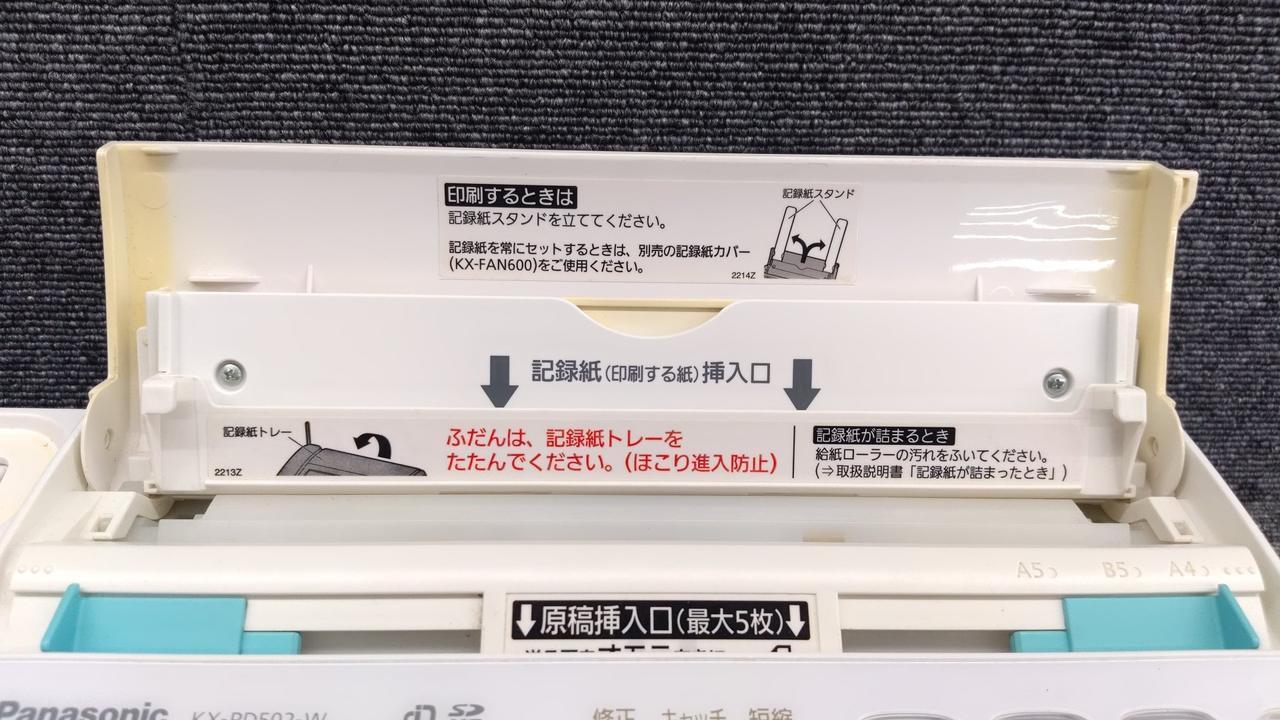 印刷するときは
記録紙スタンドを立ててください。
記録紙を常にセットするときは、別売の記録紙カバー
(KX-FAN600)をご使用ください。
記録紙スタンド
2214Z
記録紙(印刷する紙)挿入口
記録紙トレー
2213Z
ふだんは、記録紙トレーを
たたんでください。(ほこり進入防止)
記録紙が詰まるとき
給紙ローラーの汚れをふいてください。
(⇒取扱説明書「記録紙が詰まったとき」)
A5 B5 A4
原稿挿入口(最大5枚)
Panasonic KX-PD502-W
修正 キャッチ 短縮